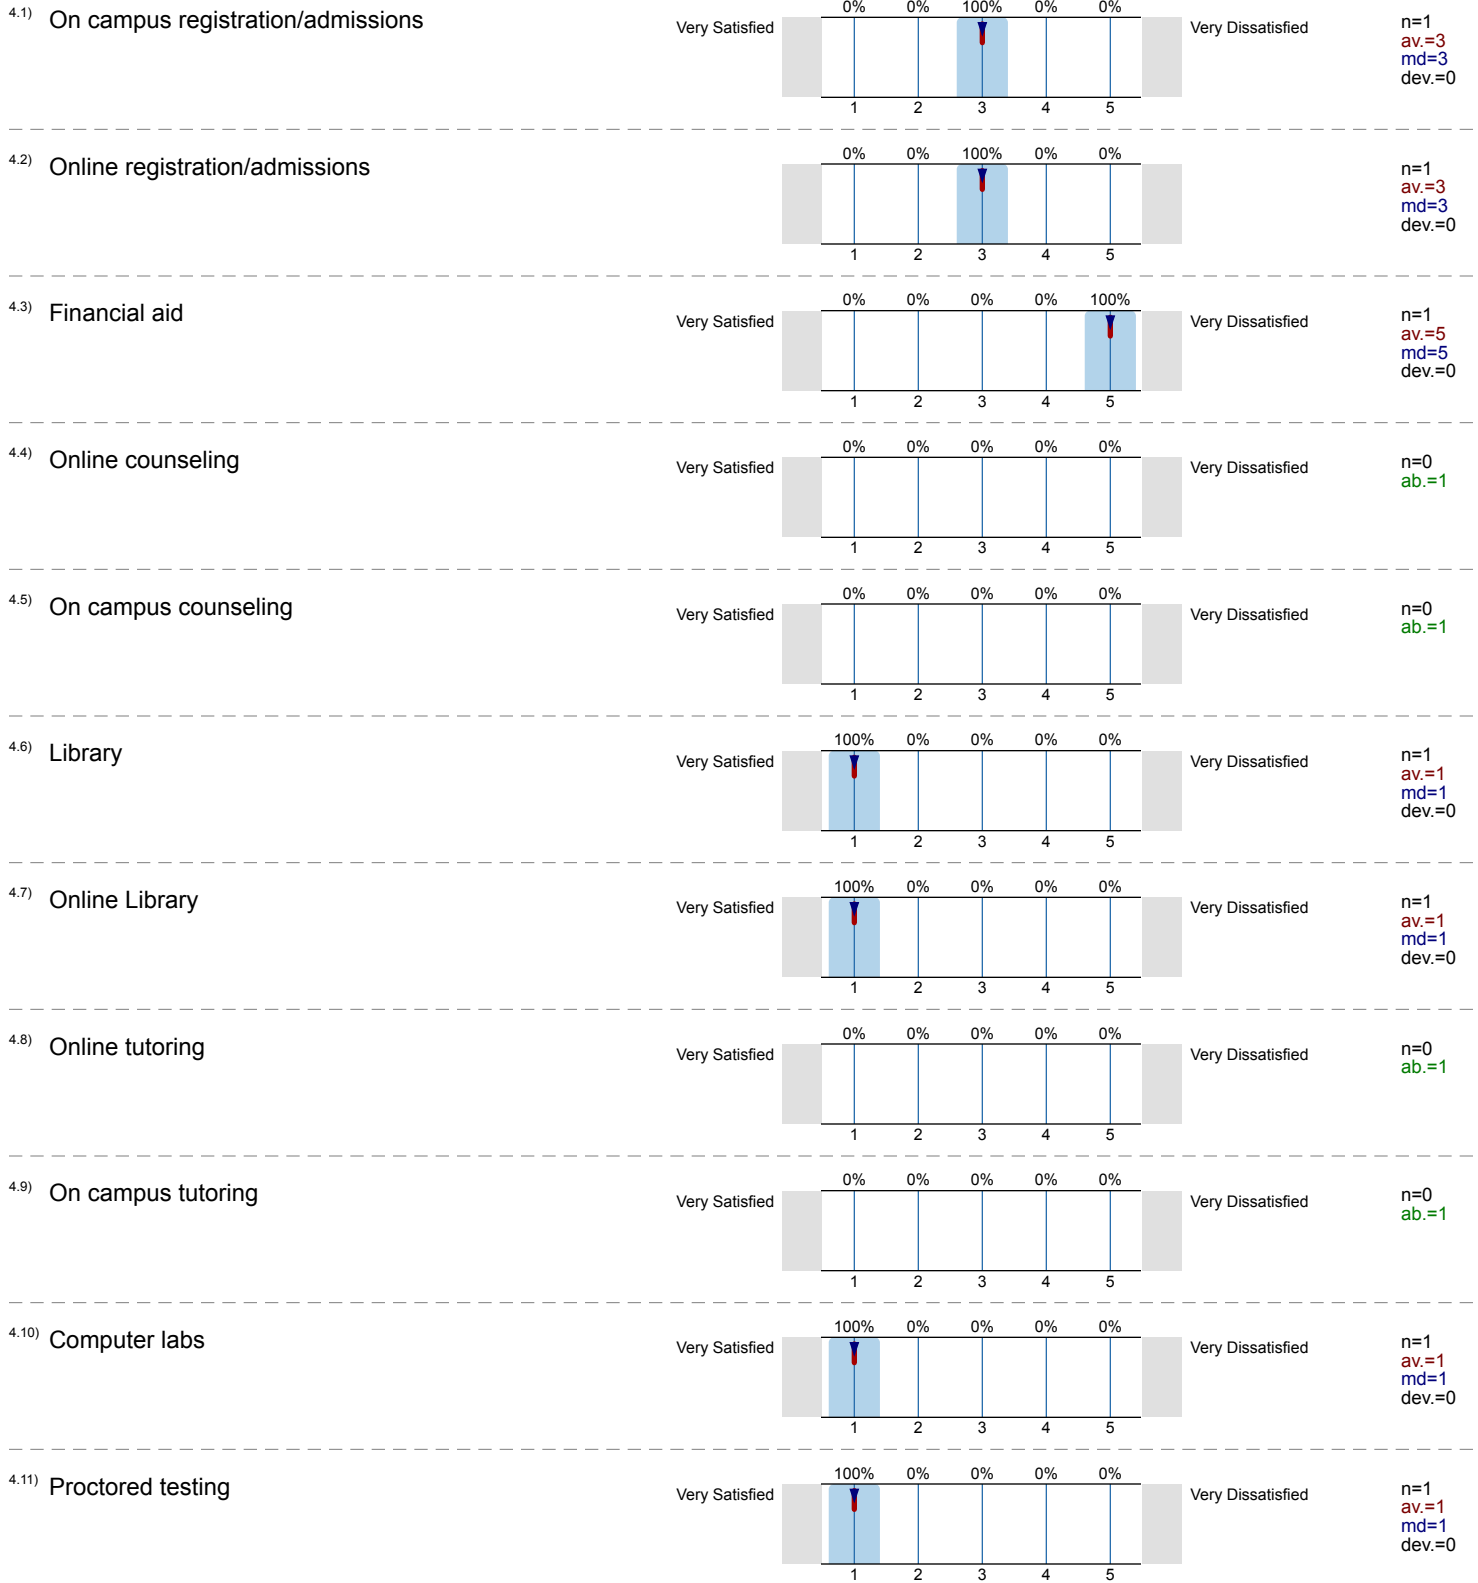 4.1) On campus registration/admissions
0% 0% 100% 0% 0%
Very Satisfied Very Dissatisfied
n=1
av.=3
md=3
dev.=0
1 2 3 4 5
4.2) Online registration/admissions
0% 0% 100% 0% 0%
n=1
av.=3
md=3
dev.=0
1 2 3 4 5
4.3) Financial aid
0% 0% 0% 0% 100%
Very Satisfied Very Dissatisfied
n=1
av.=5
md=5
dev.=0
1 2 3 4 5
4.4) Online counseling
0% 0% 0% 0% 0%
Very Satisfied Very Dissatisfied
n=0
ab.=1
1 2 3 4 5
4.5) On campus counseling
0% 0% 0% 0% 0%
Very Satisfied Very Dissatisfied
n=0
ab.=1
1 2 3 4 5
4.6) Library
100% 0% 0% 0% 0%
Very Satisfied Very Dissatisfied
n=1
av.=1
md=1
dev.=0
1 2 3 4 5
4.7) Online Library
100% 0% 0% 0% 0%
Very Satisfied Very Dissatisfied
n=1
av.=1
md=1
dev.=0
1 2 3 4 5
4.8) Online tutoring
0% 0% 0% 0% 0%
Very Satisfied Very Dissatisfied
n=0
ab.=1
1 2 3 4 5
4.9) On campus tutoring
0% 0% 0% 0% 0%
Very Satisfied Very Dissatisfied
n=0
ab.=1
1 2 3 4 5
4.10) Computer labs
100% 0% 0% 0% 0%
Very Satisfied Very Dissatisfied
n=1
av.=1
md=1
dev.=0
1 2 3 4 5
4.11) Proctored testing
100% 0% 0% 0% 0%
Very Satisfied Very Dissatisfied
n=1
av.=1
md=1
dev.=0
1 2 3 4 5